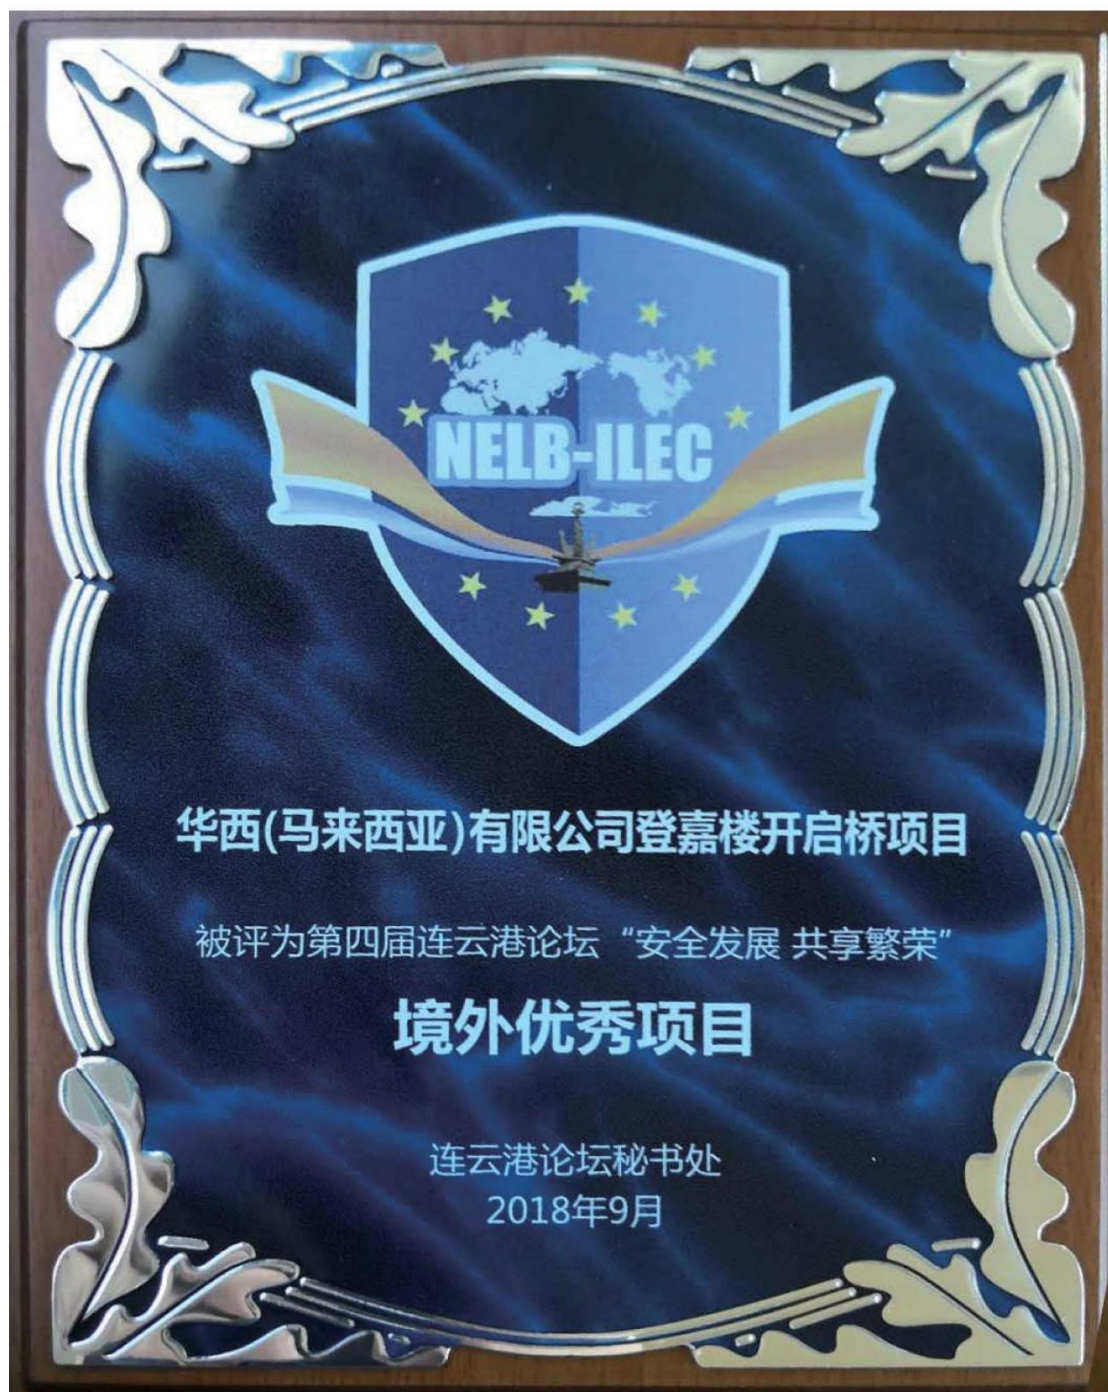 NELB-ILEC
华西(马来西亚)有限公司登嘉楼开启桥项目
被评为第四届连云港论坛“安全发展 共享繁荣”
境外优秀项目
连云港论坛秘书处
2018年9月